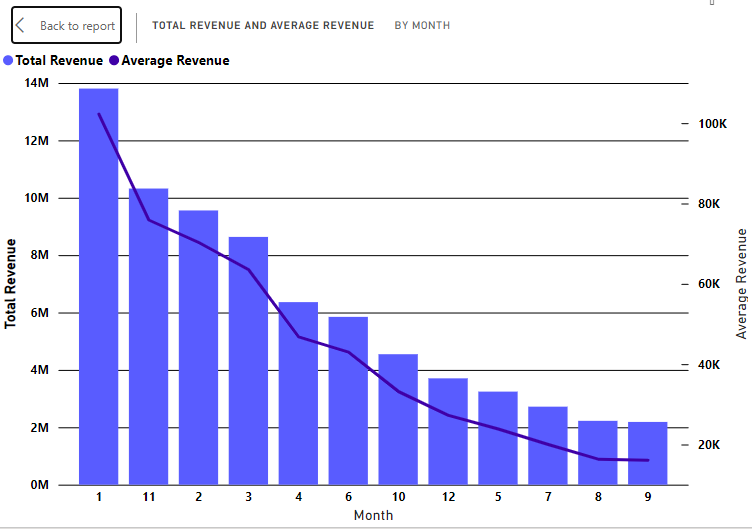 Back to report TOTAL REVENUE AND AVERAGE REVENUE BY MONTH
Total Revenue Average Revenue
14M
12M
10M
8M
6M
4M
2M
0M
Total Revenue
100K
80K
60K
40K
20K
Average Revenue
1 11 2 3 4 6 10 12 5 7 8 9
Month